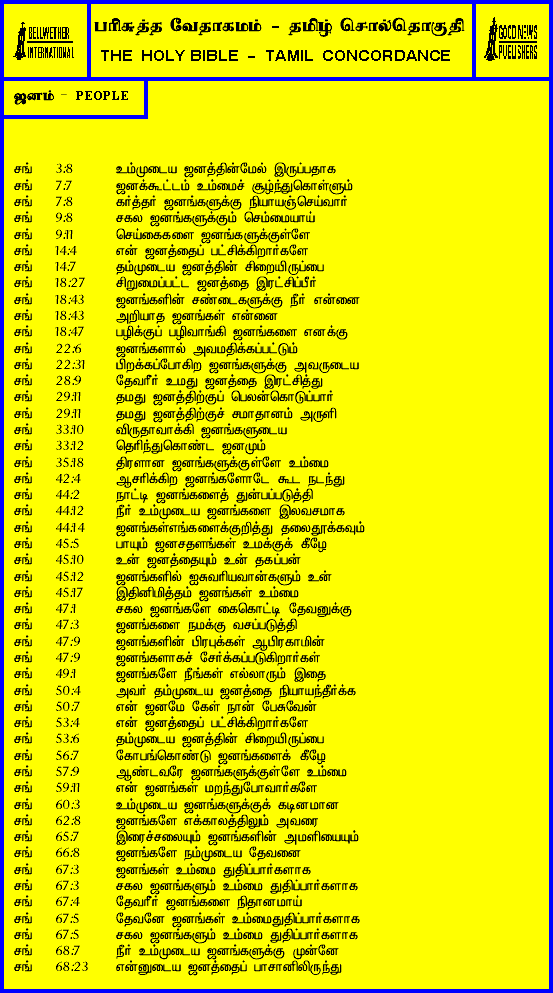 BELLWETHER
INTERNATIONAL
பரிசுத்த வேதாகமம் - தமிழ் சொல்தொகுதி
THE HOLY BIBLE - TAMIL CONCORDANCE
GOOD NEWS
PUBLISHERS
ஜனம் - PEOPLE
சங் 3:8 உம்முடைய ஜனத்தின்மேல் இருப்பதாக
சங் 7:7 ஜனக்கூட்டம் உம்மைச் சூழ்ந்துகொள்ளும்
சங் 7:8 கர்த்தர் ஜனங்களுக்கு நியாயஞ்செய்வார்
சங் 9:8 சகல ஜனங்களுக்கும் செம்மையாய்
சங் 9:11 செய்கைகளை ஜனங்களுக்குள்ளே
சங் 14:4 என் ஜனத்தைப் பட்சிக்கிறார்களே
சங் 14:7 தம்முடைய ஜனத்தின் சிறையிருப்பை
சங் 18:27 சிறுமைப்பட்ட ஜனத்தை இரட்சிப்பீர்
சங் 18:43 ஜனங்களின் சண்டைகளுக்கு நீர் என்னை
சங் 18:43 அறியாத ஜனங்கள் என்னை
சங் 18:47 பழிக்குப் பழிவாங்கி ஜனங்களை எனக்கு
சங் 22:6 ஜனங்களால் அவமதிக்கப்பட்டும்
சங் 22:31 பிறக்கப்போகிற ஜனங்களுக்கு அவருடைய
சங் 28:9 தேவரீர் உமது ஜனத்தை இரட்சித்து
சங் 29:11 தமது ஜனத்திற்குப் பெலன்கொடுப்பார்
சங் 29:11 தமது ஜனத்திற்குச் சமாதானம் அருளி
சங் 33:10 விருதாவாக்கி ஜனங்களுடைய
சங் 33:12 தெரிந்துகொண்ட ஜனமும்
சங் 35:18 திரளான ஜனங்களுக்குள்ளே உம்மை
சங் 42:4 ஆசரிக்கிற ஜனங்களோடே கூட நடந்து
சங் 44:2 நாட்டி ஜனங்களைத் துன்பப்படுத்தி
சங் 44:12 நீர் உம்முடைய ஜனங்களை இலவசமாக
சங் 44:14 ஜனங்கள்எங்களைக்குறித்து தலைதூக்கவும்
சங் 45:5 பாயும் ஜனசதளங்கள் உமக்குக் கீழே
சங் 45:10 உன் ஜனத்தையும் உன் தகப்பன்
சங் 45:12 ஜனங்களில் ஐசுவரியவான்களும் உன்
சங் 45:17 இதினிமித்தம் ஜனங்கள் உம்மை
சங் 47:1 சகல ஜனங்களே கைகொட்டி தேவனுக்கு
சங் 47:3 ஜனங்களை நமக்கு வசப்படுத்தி
சங் 47:9 ஜனங்களின் பிரபுக்கள் ஆபிரகாமின்
சங் 47:9 ஜனங்களாகச் சேர்க்கப்படுகிறார்கள்
சங் 49:1 ஜனங்களே நீங்கள் எல்லாரும் இதை
சங் 50:4 அவர் தம்முடைய ஜனத்தை நியாயந்தீர்க்க
சங் 50:7 என் ஜனமே கேள் நான் பேசுவேன்
சங் 53:4 என் ஜனத்தைப் பட்சிக்கிறார்களே
சங் 53:6 தம்முடைய ஜனத்தின் சிறையிருப்பை
சங் 56:7 கோபங்கொண்டு ஜனங்களைக் கீழே
சங் 57:9 ஆண்டவரே ஜனங்களுக்குள்ளே உம்மை
சங் 59:11 என் ஜனங்கள் மறந்துபோவார்களே
சங் 60:3 உம்முடைய ஜனங்களுக்குக் கடினமான
சங் 62:8 ஜனங்களே எக்காலத்திலும் அவரை
சங் 65:7 இரைச்சலையும் ஜனங்களின் அமளியையும்
சங் 66:8 ஜனங்களே நம்முடைய தேவனை
சங் 67:3 ஜனங்கள் உம்மை துதிப்பார்களாக
சங் 67:3 சகல ஜனங்களும் உம்மை துதிப்பார்களாக
சங் 67:4 தேவரீர் ஜனங்களை நிதானமாய்
சங் 67:5 தேவனே ஜனங்கள் உம்மைதுதிப்பார்களாக
சங் 67:5 சகல ஜனங்களும் உம்மை துதிப்பார்களாக
சங் 68:7 நீர் உம்முடைய ஜனங்களுக்கு முன்னே
சங் 68:23 என்னுடைய ஜனத்தைப் பாசானிலிருந்து